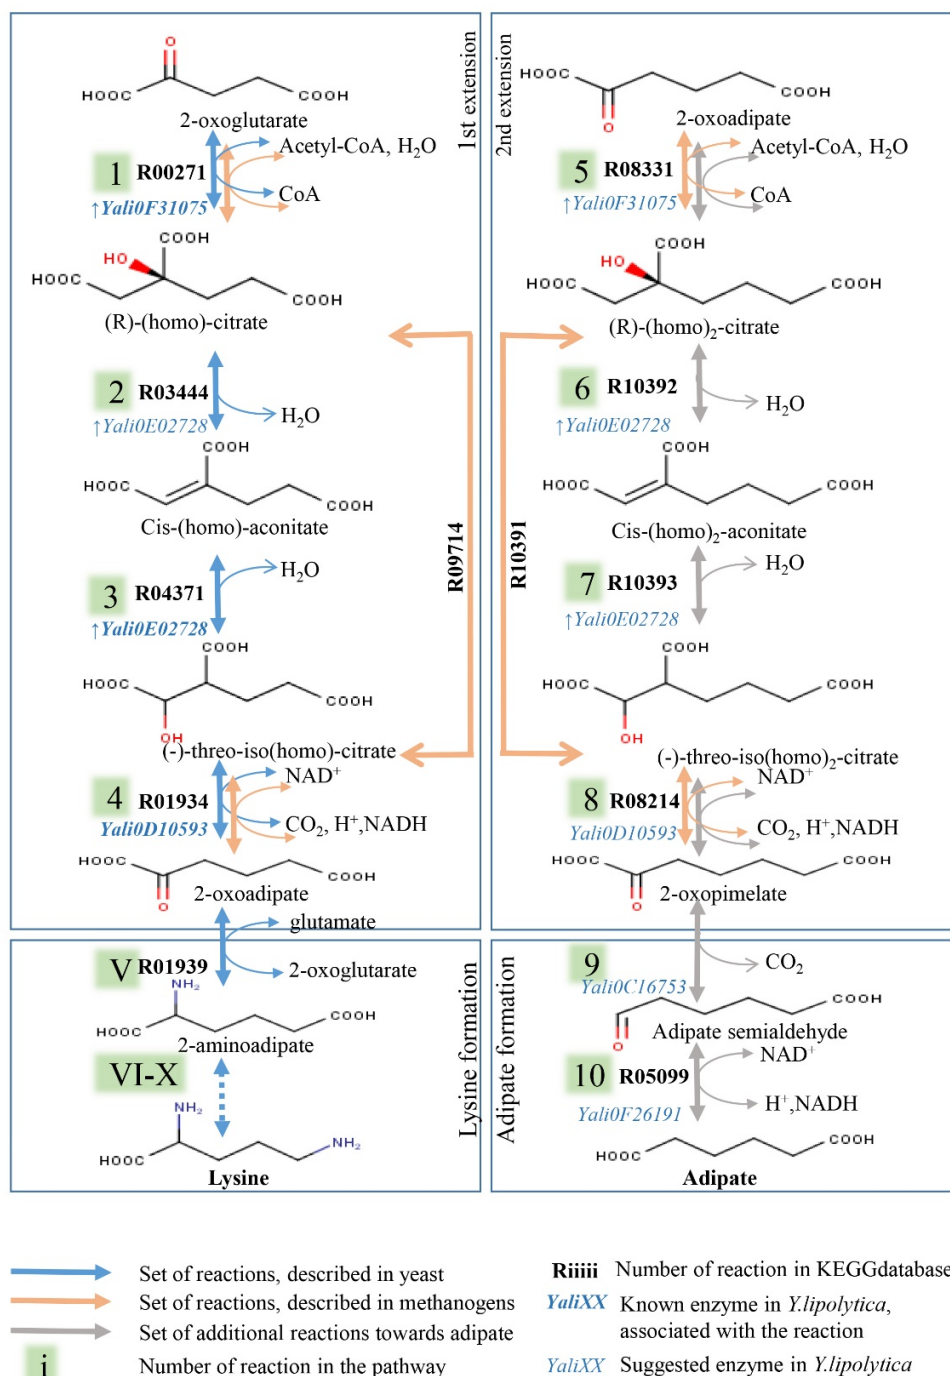 HOOC
O
COOH
2-oxoglutarate
1
R00271
↑Yali0F31075
Acetyl-CoA, H2O
CoA
COOH
HO
HOOC
COOH
(R)-(homo)-citrate
2
R03444
↑Yali0E02728
H2O
COOH
HOOC
COOH
Cis-(homo)-aconitate
3
R04371
↑Yali0E02728
H2O
COOH
HOOC
COOH
OH
(-)-threo-iso(homo)-citrate
4
R01934
Yali0D10593
NAD+
CO2, H+,NADH
HOOC
COOH
O
2-oxoadipate
1st extension
R09714
glutamate
V
R01939
2-oxoglutarate
NH2
HOOC
COOH
2-aminoadipate
VI-X
NH2
HOOC
NH2
Lysine
Lysine formation
2nd extension
HOOC
COOH
O
2-oxoadipate
5
R08331
↑Yali0F31075
Acetyl-CoA, H2O
CoA
COOH
HO
HOOC
COOH
(R)-(homo)2-citrate
6
R10392
↑Yali0E02728
H2O
COOH
HOOC
COOH
Cis-(homo)2-aconitate
R10391
7
R10393
↑Yali0E02728
H2O
COOH
HOOC
COOH
OH
(-)-threo-iso(homo)2-citrate
8
R08214
Yali0D10593
NAD+
CO2, H+,NADH
HOOC
COOH
O
2-oxopimelate
Adipate formation
9
Yali0C16753
CO2
COOH
O
Adipate semialdehyde
10
R05099
Yali0F26191
NAD+
H+,NADH
HOOC
COOH
Adipate
Set of reactions, described in yeast
Set of reactions, described in methanogens
Set of additional reactions towards adipate
i
Number of reaction in the pathway
Riiiii Number of reaction in KEGGdatabase
YaliXX Known enzyme in Y.lipolytica,
associated with the reaction
YaliXX Suggested enzyme in Y.lipolytica